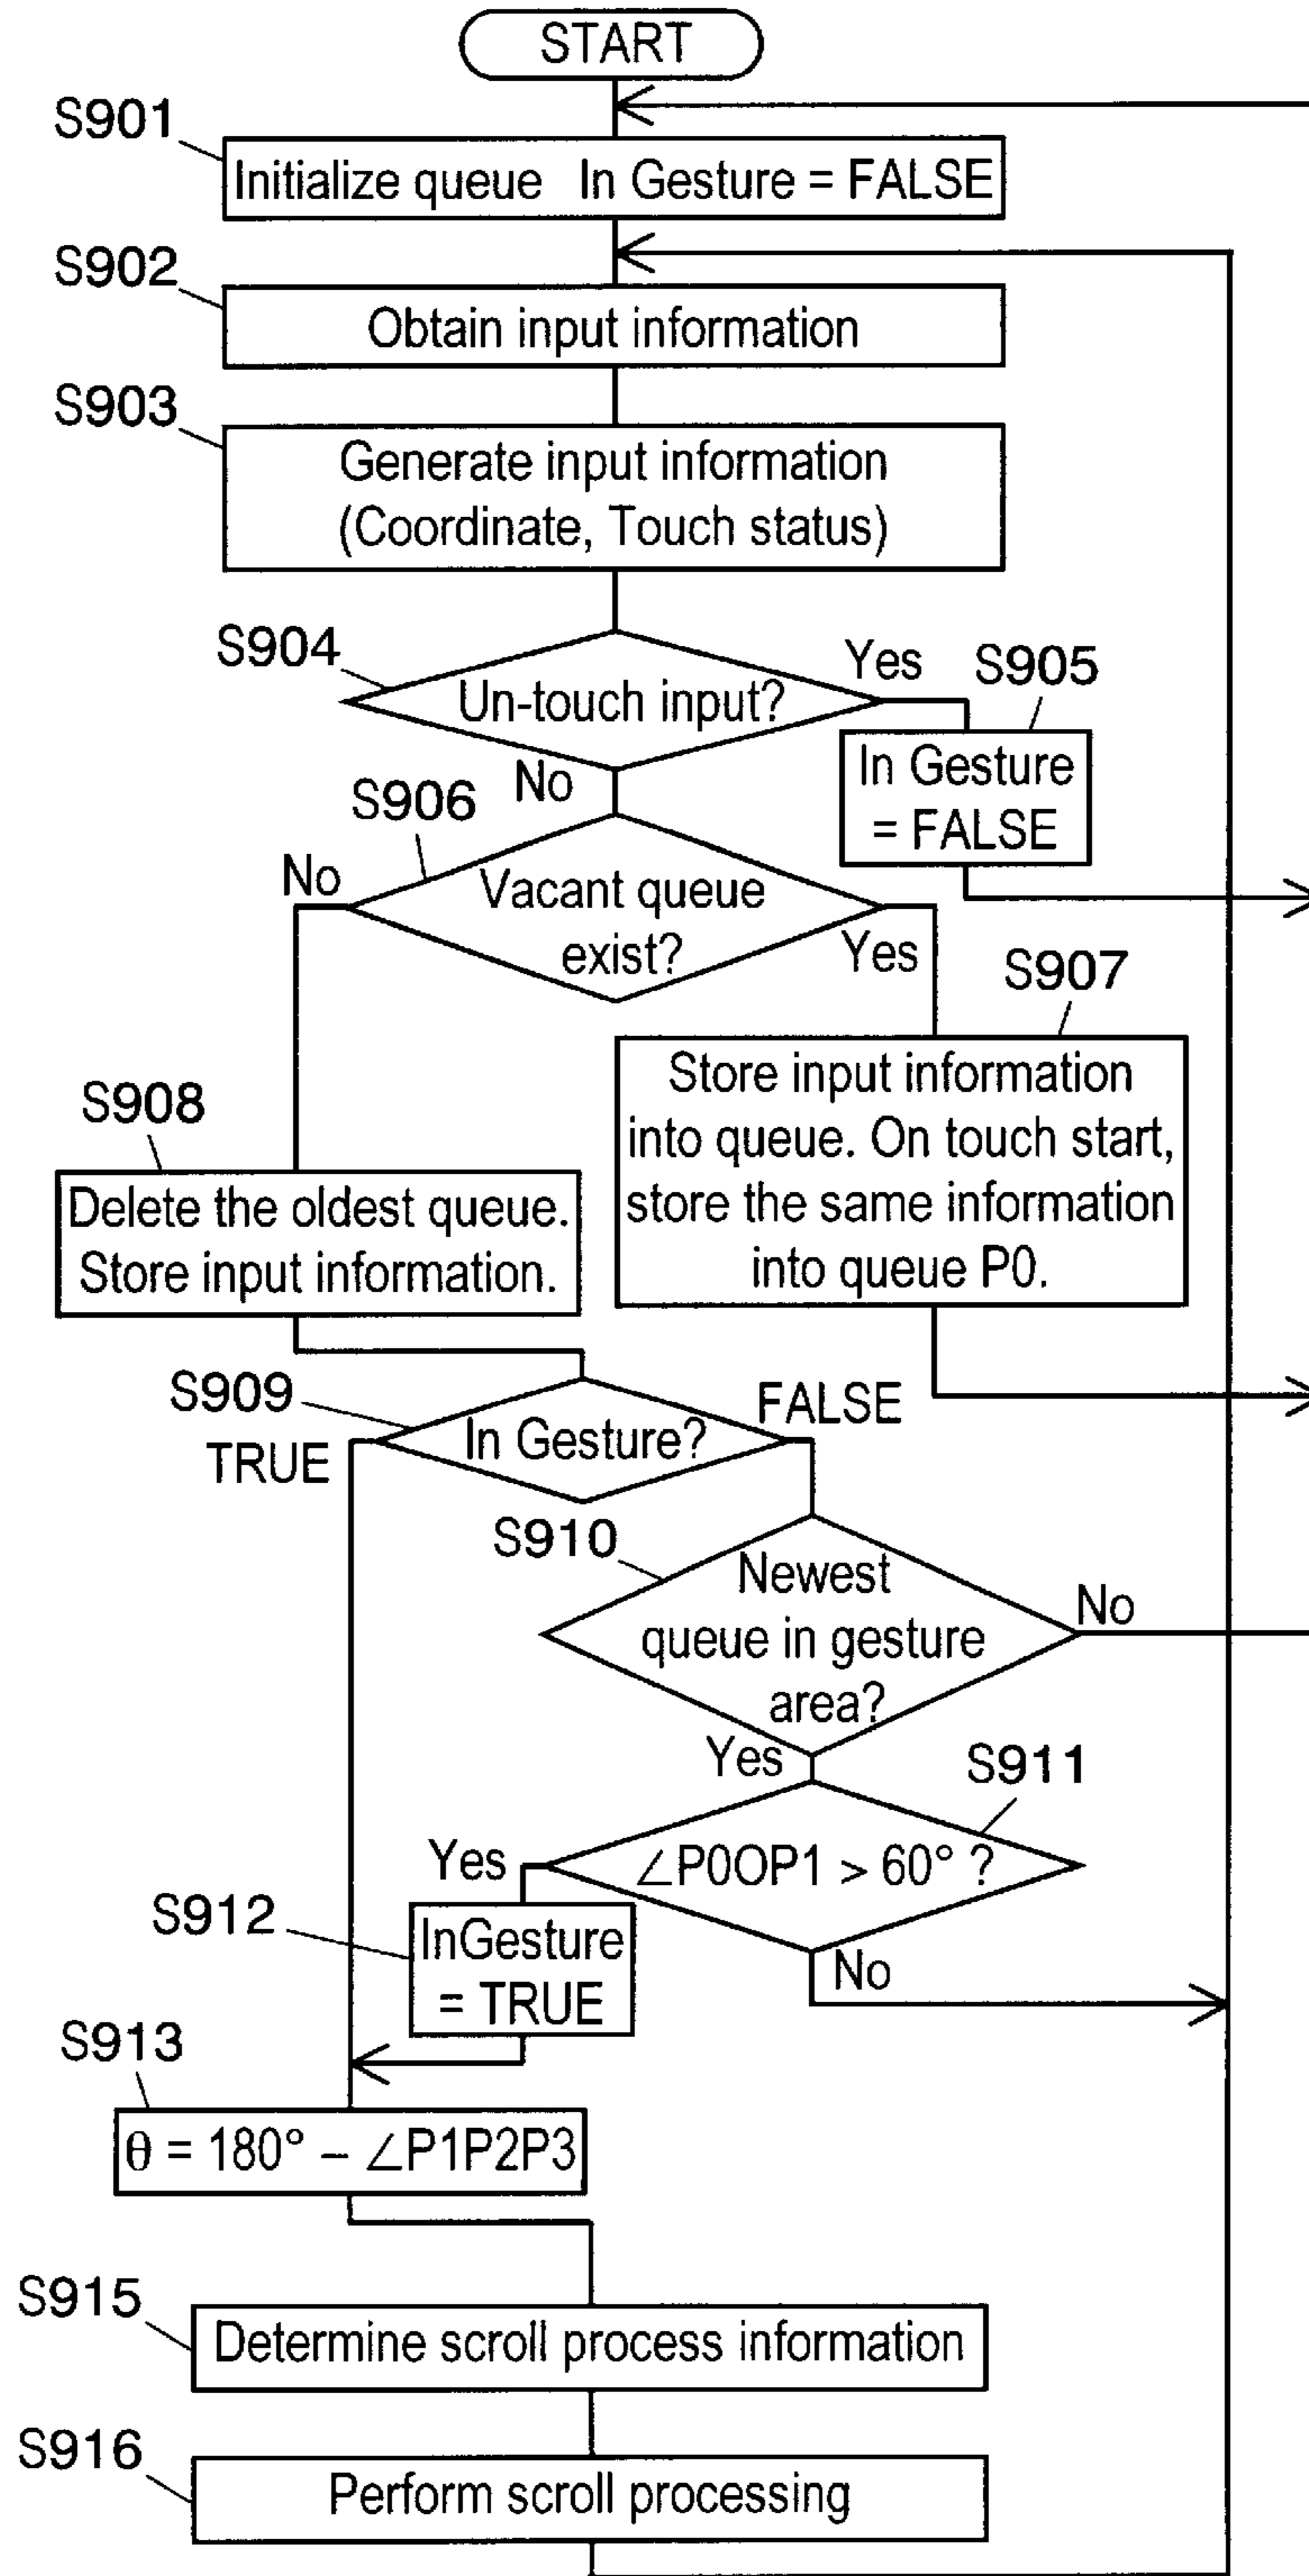 START
S901
Initialize queue In Gesture = FALSE
S902
Obtain input information
S903
Generate input information
(Coordinate, Touch status)
S904
Un-touch input?
Yes
S905
In Gesture
= FALSE
No
S906
Vacant queue
exist?
No
Yes
S907
Store input information
into queue. On touch start,
store the same information
into queue P0.
S908
Delete the oldest queue.
Store input information.
S909
In Gesture?
FALSE
TRUE
S910
Newest
queue in gesture
area?
No
Yes
S911
∠P0OP1 > 60° ?
Yes
S912
InGesture
= TRUE
No
S913
θ = 180° – ∠P1P2P3
S915
Determine scroll process information
S916
Perform scroll processing